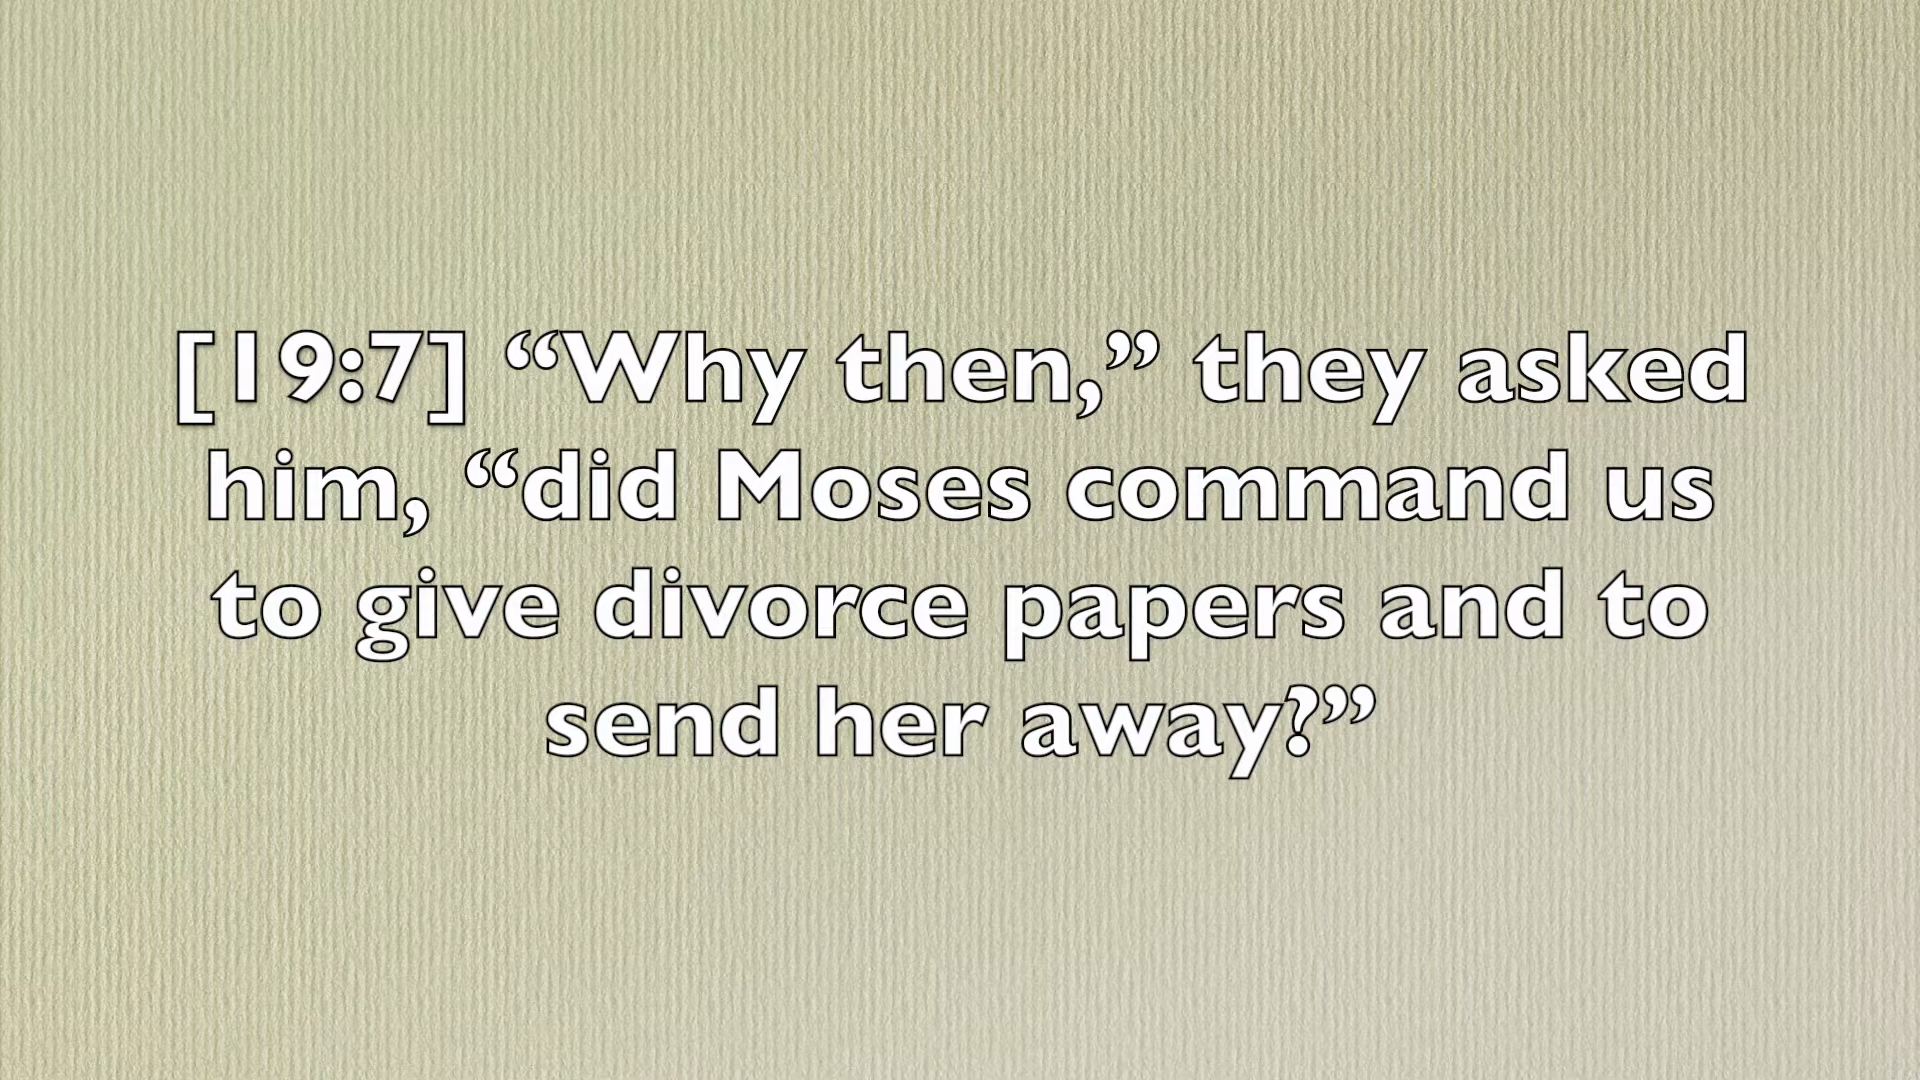 [19:7] “Why then,” they asked
him, “did Moses command us
to give divorce papers and to
send her away?”